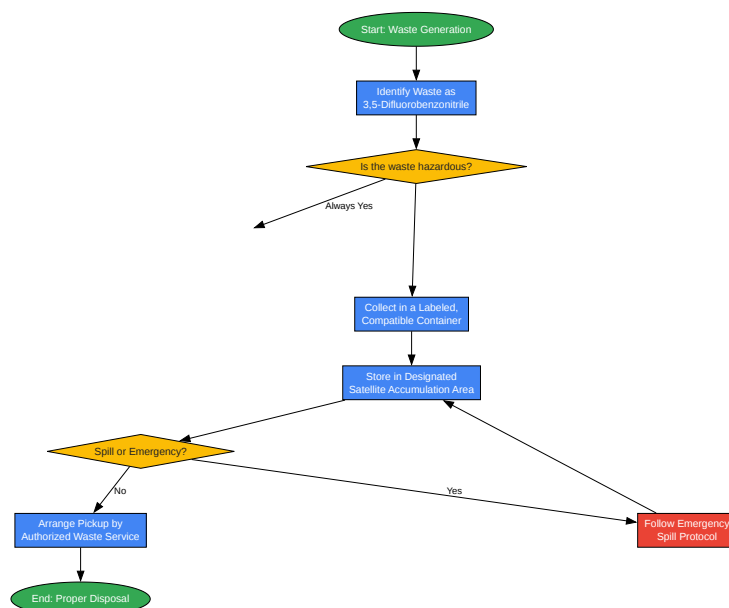 Start: Waste Generation
Identify Waste as
3,5-Difluorobenzonitrile
Is the waste hazardous?
Always Yes
Collect in a Labeled,
Compatible Container
Store in Designated
Satellite Accumulation Area
Spill or Emergency?
No
Yes
Arrange Pickup by
Authorized Waste Service
Follow Emergency
Spill Protocol
End: Proper Disposal